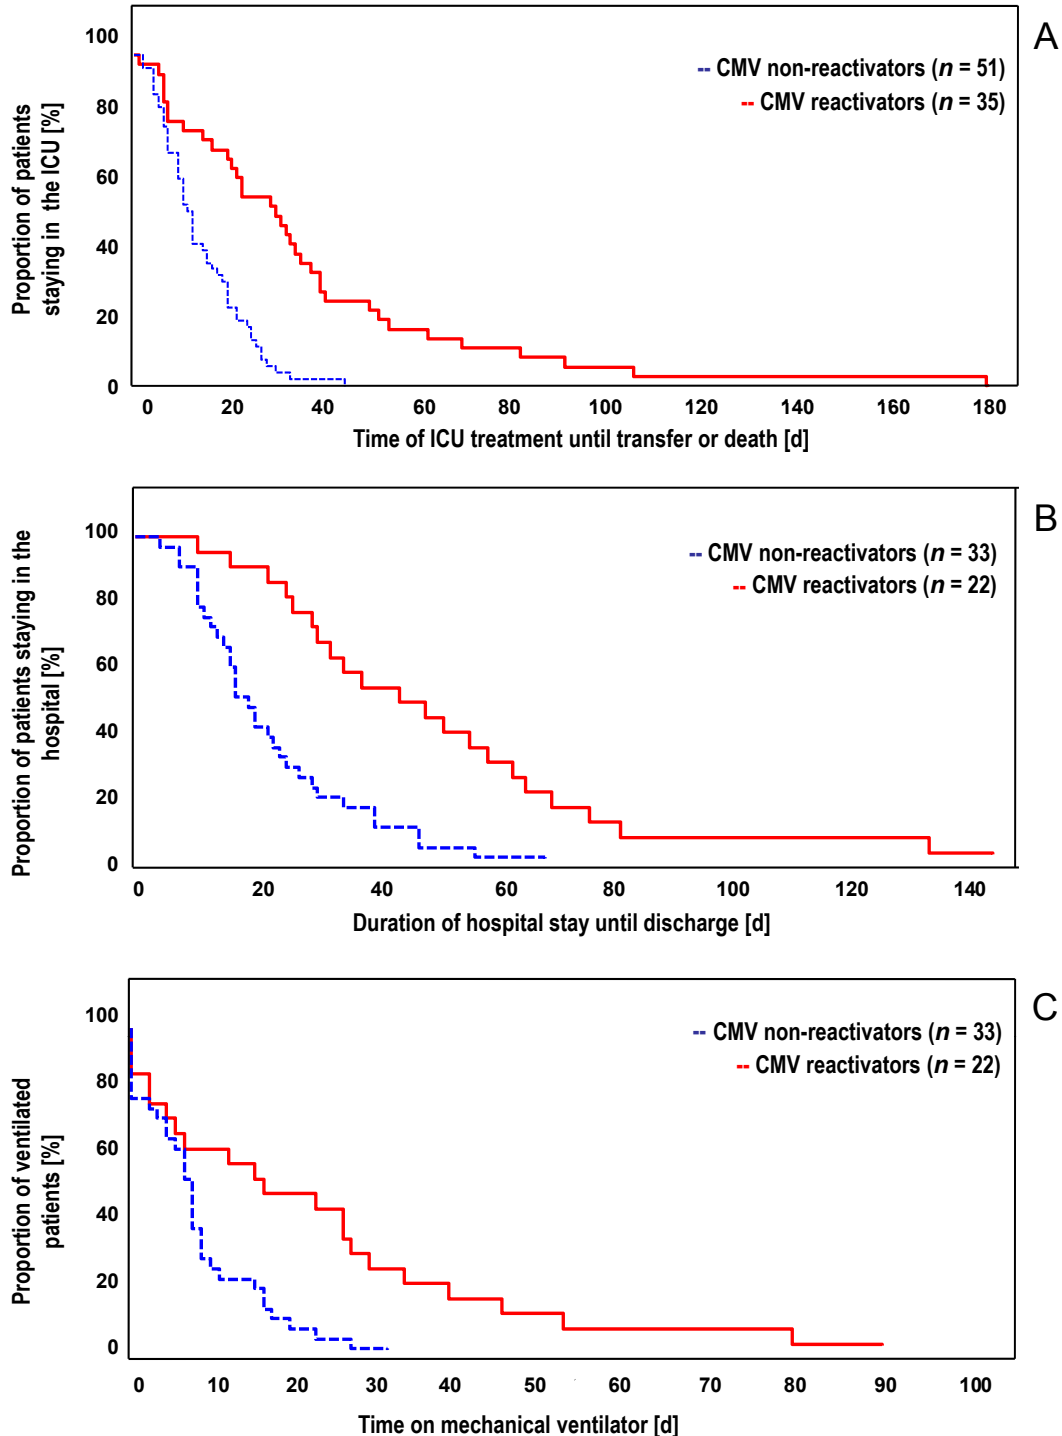 A
100
80
60
40
20
0
Proportion of patients
staying in the ICU [%]
-- CMV non-reactivators (n = 51)
-- CMV reactivators (n = 35)
0 20 40 60 80 100 120 140 160 180
Time of ICU treatment until transfer or death [d]
B
100
80
60
40
20
0
Proportion of patients staying in the
hospital [%]
-- CMV non-reactivators (n = 33)
-- CMV reactivators (n = 22)
0 20 40 60 80 100 120 140
Duration of hospital stay until discharge [d]
C
100
80
60
40
20
0
Proportion of ventilated
patients [%]
-- CMV non-reactivators (n = 33)
-- CMV reactivators (n = 22)
0 10 20 30 40 50 60 70 80 90 100
Time on mechanical ventilator [d]